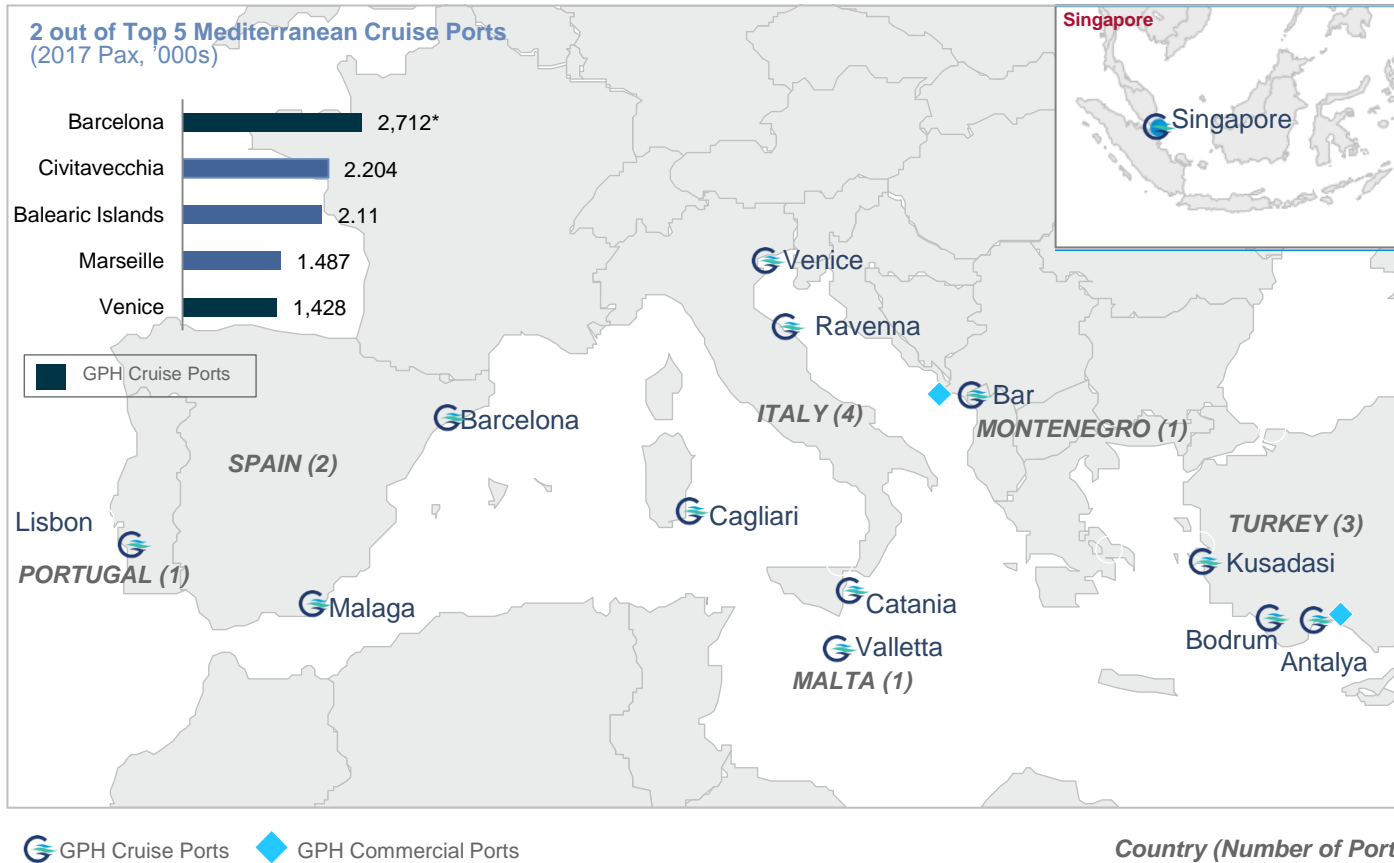 2 out of Top 5 Mediterranean Cruise Ports
(2017 Pax, '000s)
Barcelona 2,712*
Civitavecchia 2.204
Balearic Islands 2.11
Marseille 1.487
Venice 1,428
GPH Cruise Ports
Singapore
Singapore
Venice
Ravenna
Barcelona
ITALY (4)
Bar
MONTENEGRO (1)
SPAIN (2)
Lisbon
Cagliari
TURKEY (3)
PORTUGAL (1)
Kusadasi
Malaga
Catania
Bodrum
Valletta
Antalya
MALTA (1)
GPH Cruise Ports
GPH Commercial Ports
Country (Number of Port